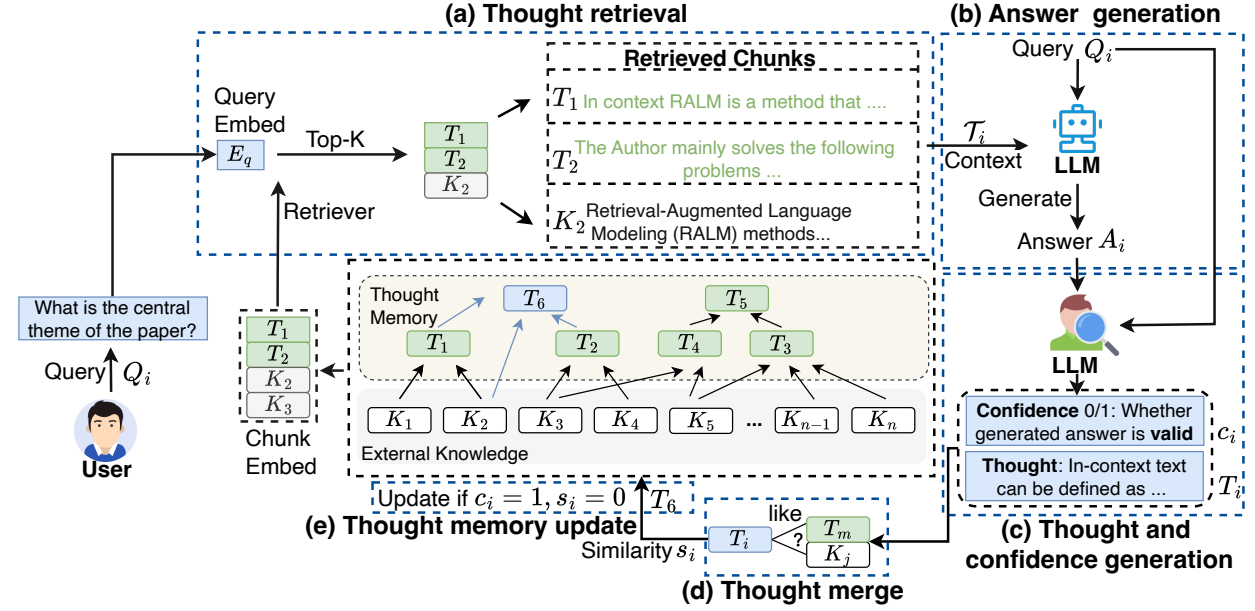 (a) Thought retrieval
Query
Embed
E_q
Top-K
T_1
T_2
K_2
Retriever
Retrieved Chunks
T_1 In context RALM is a method that ....
T_2 The Author mainly solves the following
problems ...
K_2 Retrieval-Augmented Language
Modeling (RALM) methods...
(b) Answer generation
Query Q_i
𝒯_i
Context
LLM
Generate
Answer A_i
LLM
Confidence 0/1: Whether
generated answer is valid
c_i
Thought: In-context text
can be defined as ...
T_i
(c) Thought and
confidence generation
What is the central
theme of the paper?
Query Q_i
User
T_1
T_2
K_2
K_3
Chunk
Embed
Thought
Memory
T_6
T_5
T_1
T_2
T_4
T_3
K_1
K_2
K_3
K_4
K_5
...
K_{n-1}
K_n
External Knowledge
Update if c_i = 1, s_i = 0
T_6
(e) Thought memory update
Similarity s_i
T_i
like
?
T_m
K_j
(d) Thought merge